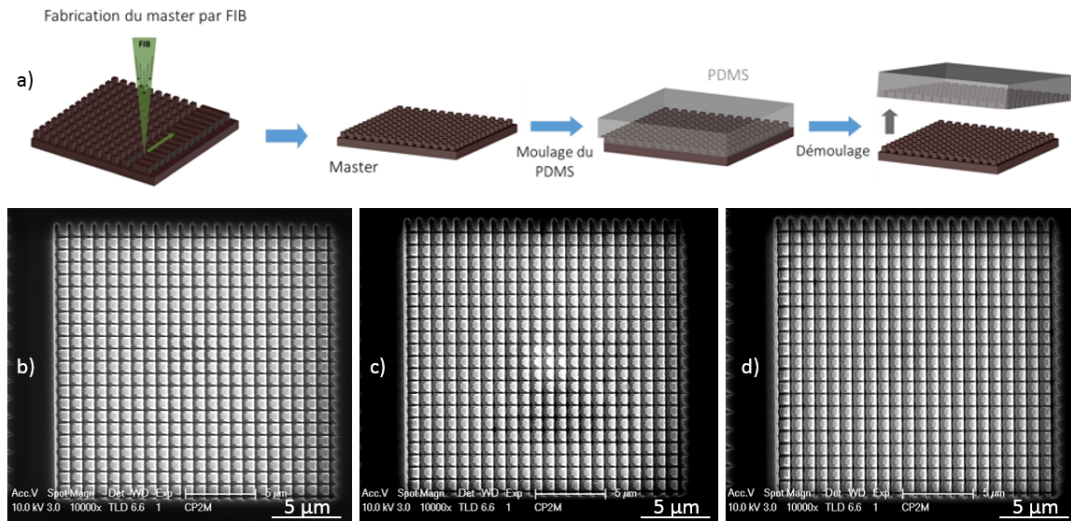 Fabrication du master par FIB
FIB
a)
PDMS
Master
Moulage du
PDMS
Démoulage
b)
c)
d)
Acc.V Spot Magn Det WD Exp 5 µm
10.0 kV 3.0 10000x TLD 6.6 1 CP2M
5 µm
Acc.V Spot Magn Det WD Exp 5 µm
10.0 kV 3.0 10000x TLD 6.6 1 CP2M
5 µm
Acc.V Spot Magn Det WD Exp 5 µm
10.0 kV 3.0 10000x TLD 6.6 1 CP2M
5 µm